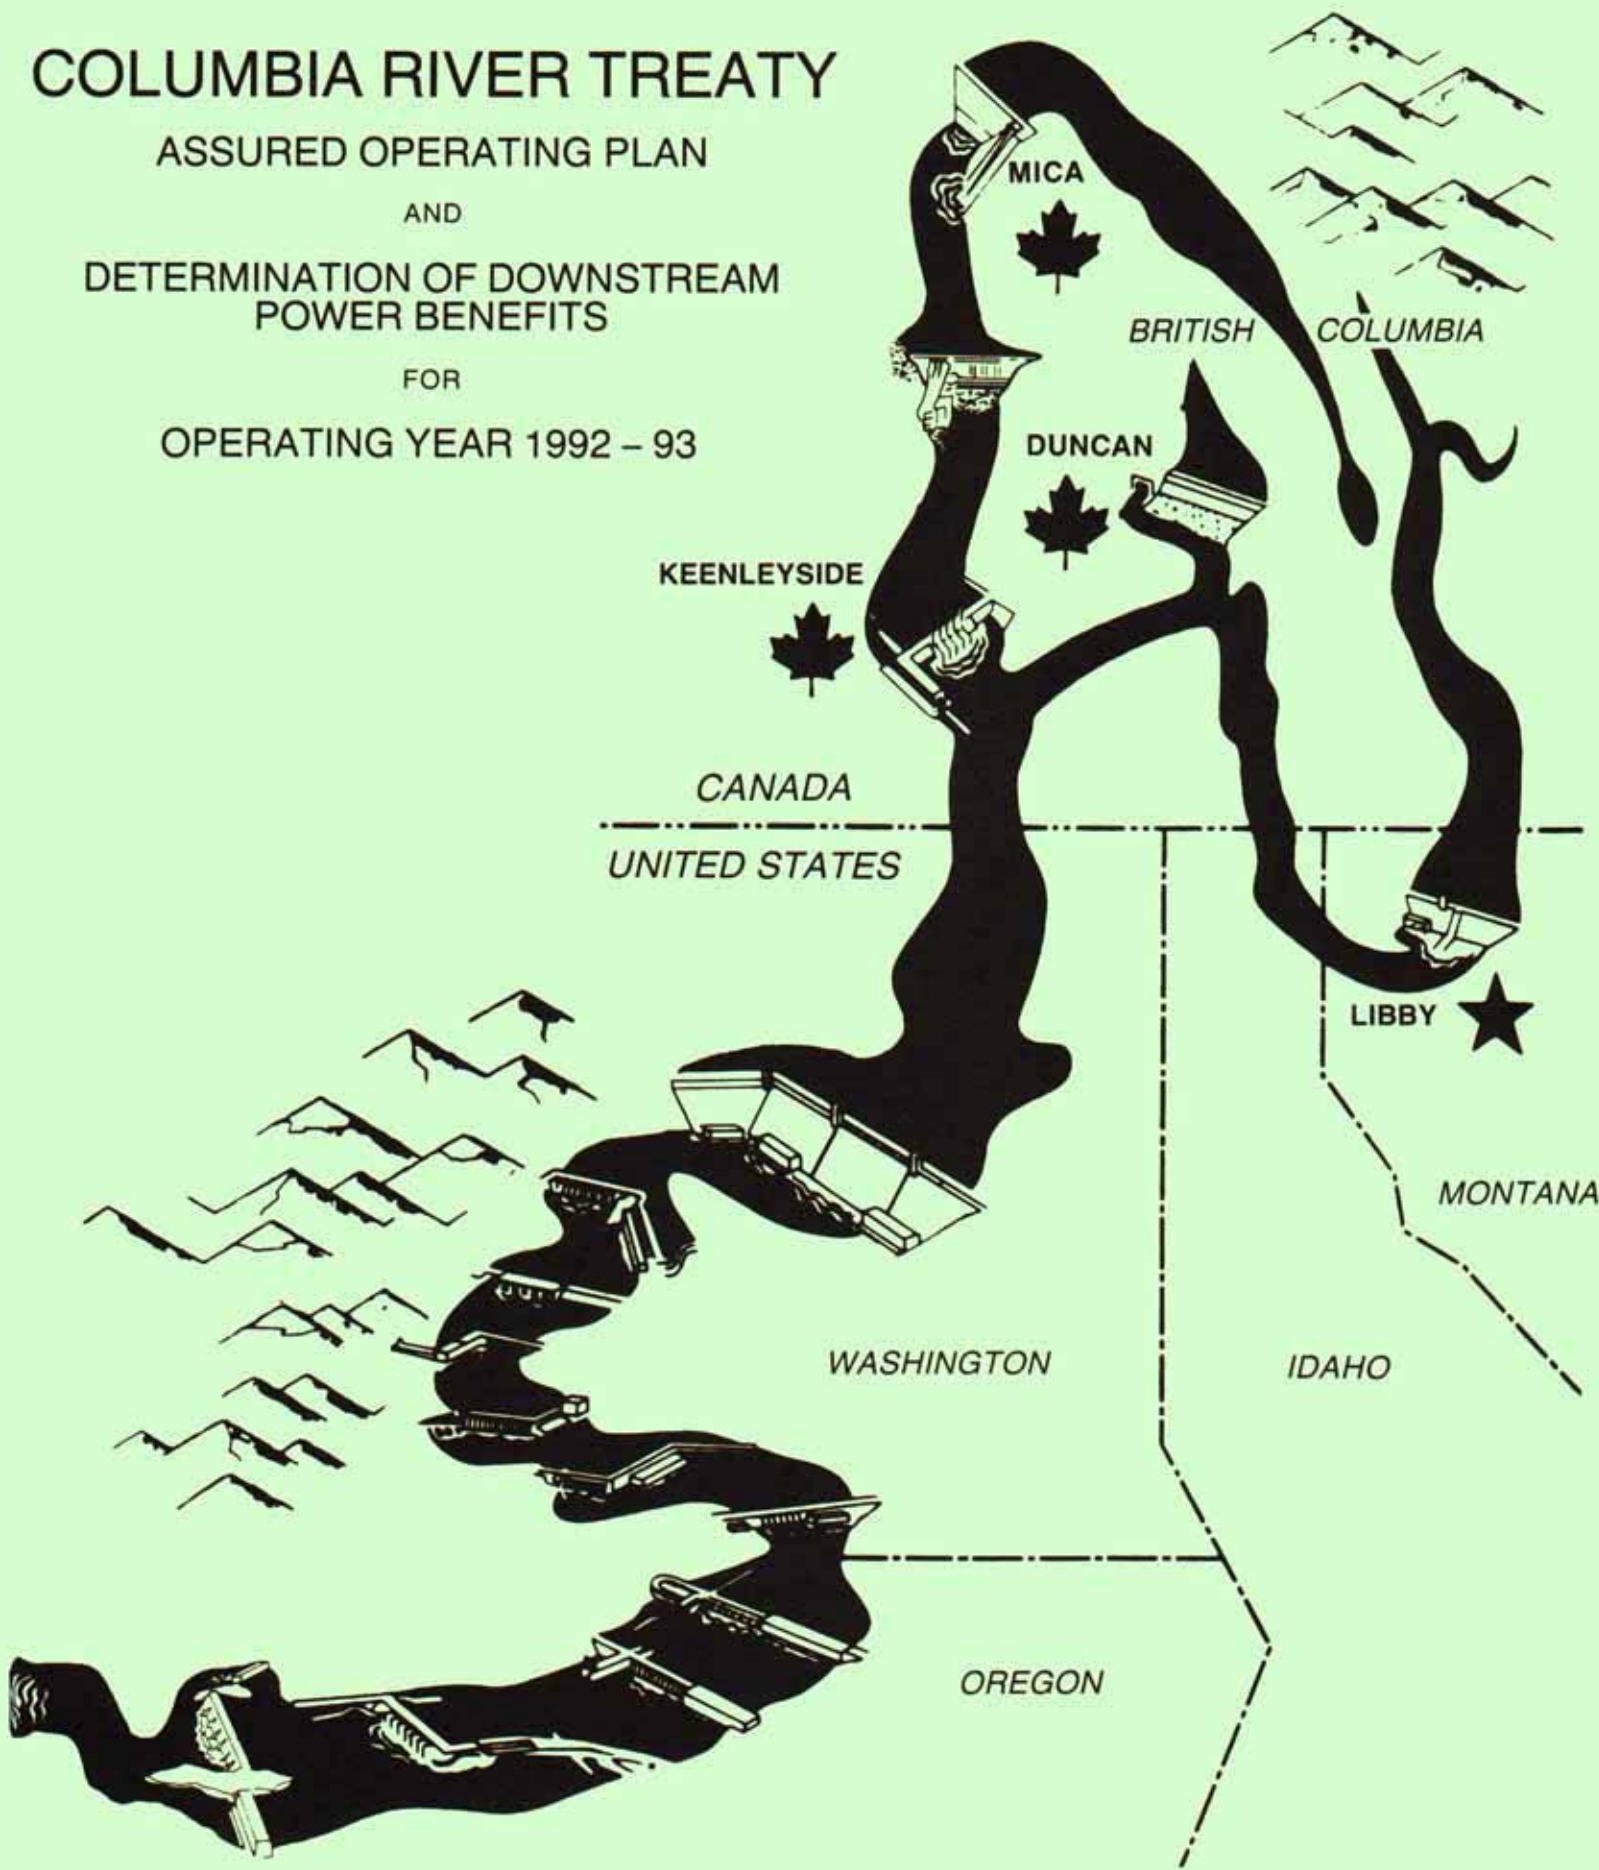 COLUMBIA RIVER TREATY
ASSURED OPERATING PLAN
AND
DETERMINATION OF DOWNSTREAM
POWER BENEFITS
FOR
OPERATING YEAR 1992 – 93
MICA
BRITISH COLUMBIA
DUNCAN
KEENLEYSIDE
CANADA
UNITED STATES
LIBBY
MONTANA
WASHINGTON
IDAHO
OREGON